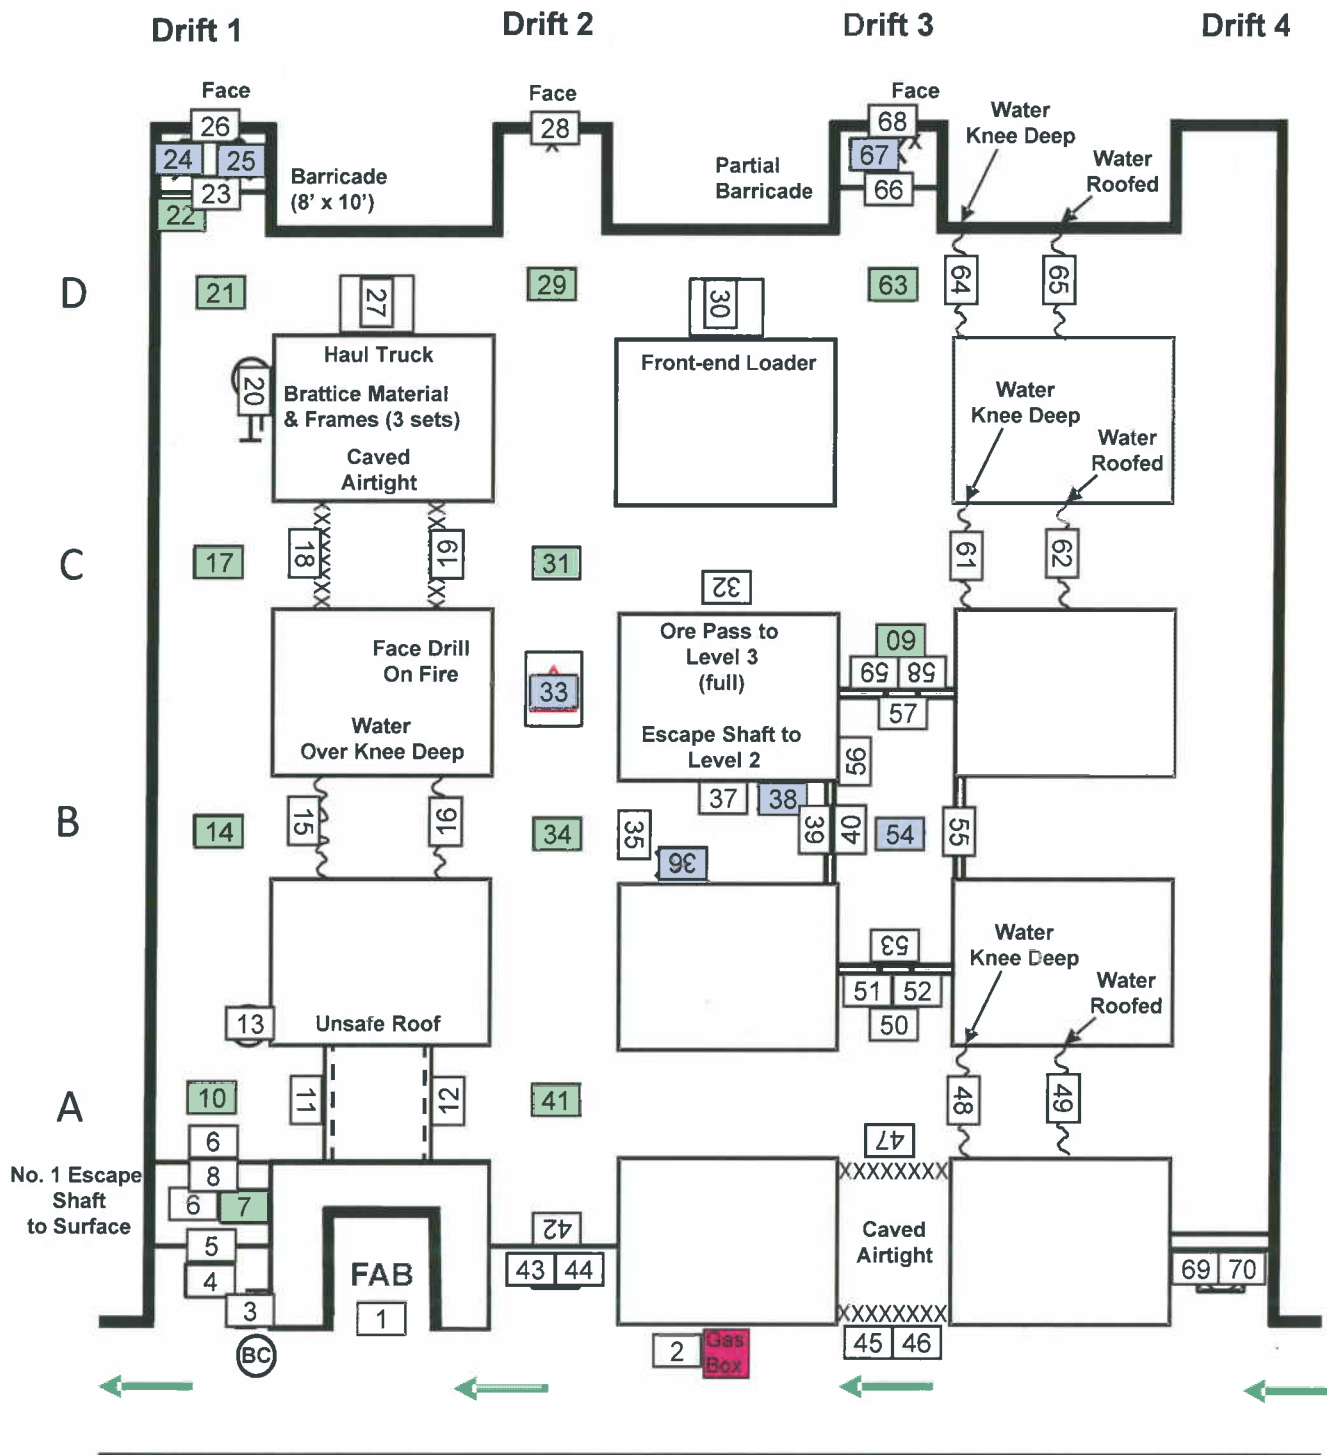 Drift 1 Drift 2 Drift 3 Drift 4
Face Face Face
26 28 68
Water
Knee Deep
24 25
67
Barricade
(8' x 10')
Partial
Barricade
Water
Roofed
23
66
22
D
21
27
29
30
63
64
65
Haul Truck
Front-end Loader
20
Brattice Material
& Frames (3 sets)
Caved
Airtight
Water
Knee Deep
Water
Roofed
C
17
18
19
31
32
61
62
Face Drill
On Fire
33
Ore Pass to
Level 3
(full)
60
59 58
57
Water
Over Knee Deep
Escape Shaft to
Level 2
56
37 38
B
14
15
16
34
35
36
39
40
54
55
53
51 52
50
Water
Knee Deep
Water
Roofed
13
Unsafe Roof
A
10
11
12
41
47
48
49
6
8
No. 1 Escape
Shaft
to Surface
6 7
5
4
3
BC
FAB
1
42
43 44
Caved
Airtight
XXXXXXX
XXXXXXX
45 46
2
Gas
Box
69 70